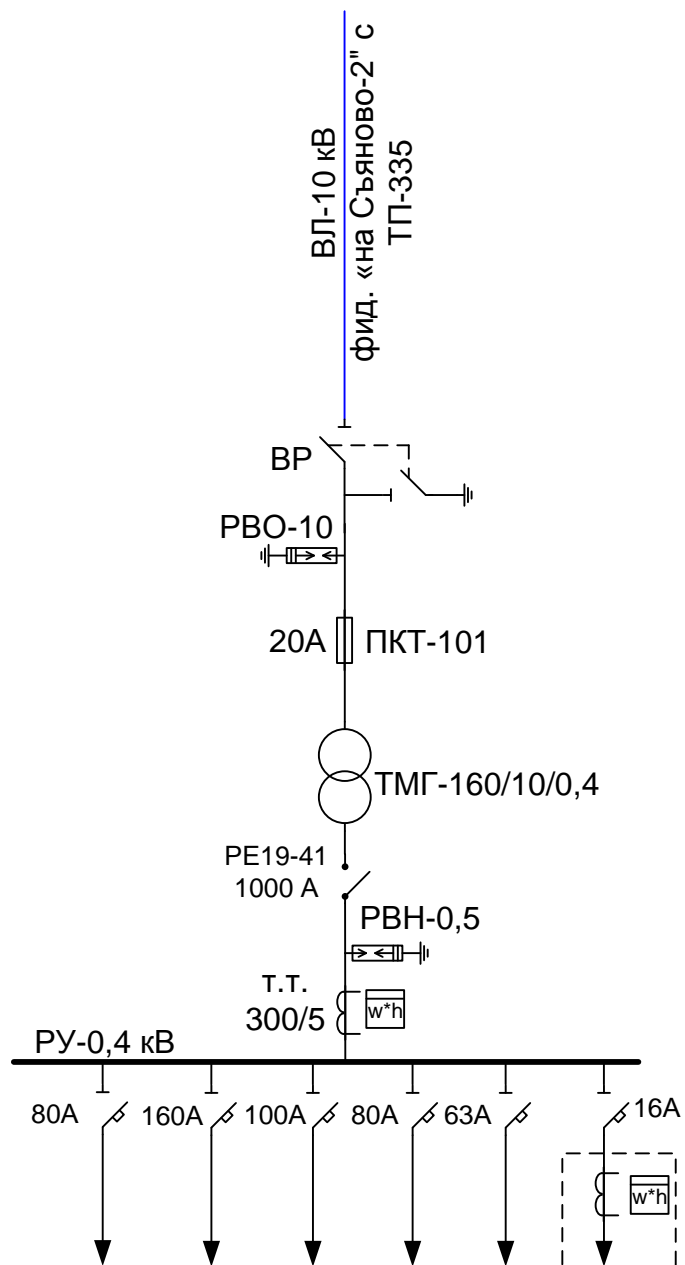 ВЛ-10 кВ
фид. «на Съяново-2" с
ТП-335
ВР
РВО-10
20А ПКТ-101
ТМГ-160/10/0,4
РЕ19-41
1000 А
РВН-0,5
т.т.
300/5 w*h
РУ-0,4 кВ
80А 160А 100А 80А 63А 16А
w*h